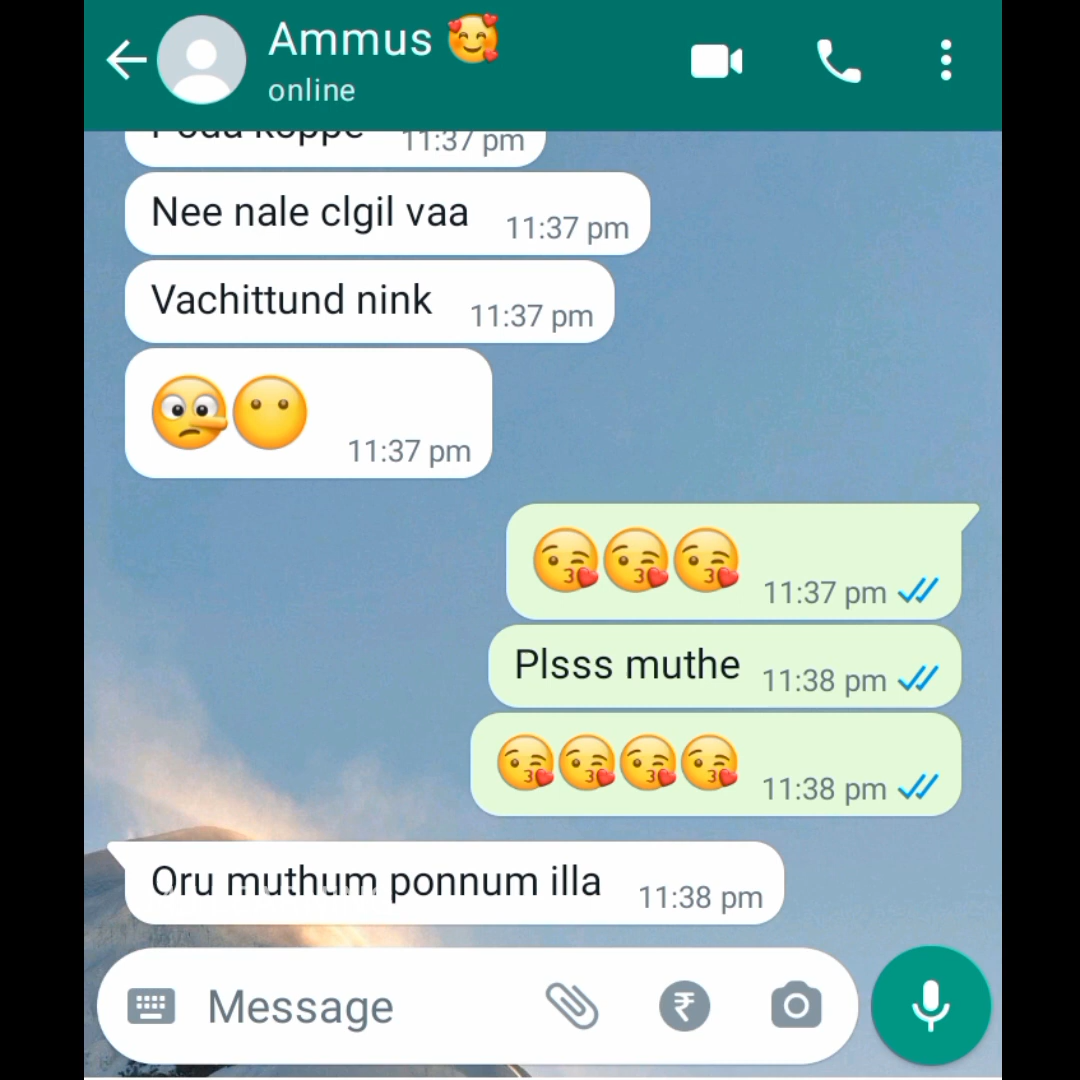 Ammus 🥰
online
Poda koppe 11:37 pm
Nee nale clgil vaa 11:37 pm
Vachittund nink 11:37 pm
11:37 pm
😘😘😘 11:37 pm
Plsss muthe 11:38 pm
😘😘😘😘 11:38 pm
Oru muthum ponnum illa 11:38 pm
Message